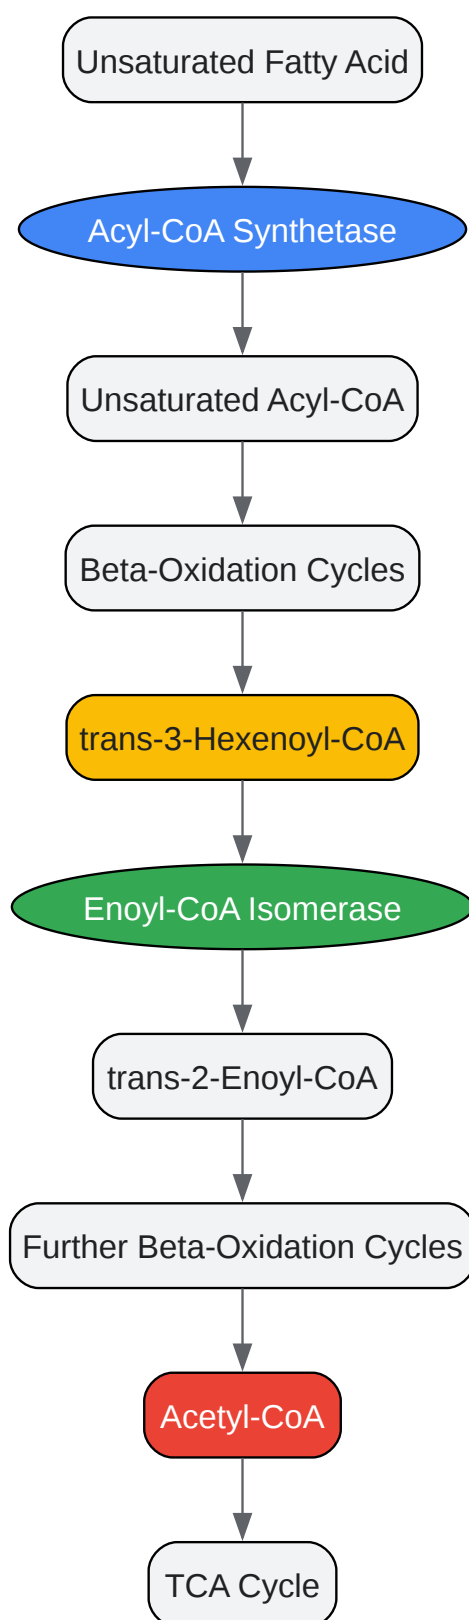 Unsaturated Fatty Acid
Acyl-CoA Synthetase
Unsaturated Acyl-CoA
Beta-Oxidation Cycles
trans-3-Hexenoyl-CoA
Enoyl-CoA Isomerase
trans-2-Enoyl-CoA
Further Beta-Oxidation Cycles
Acetyl-CoA
TCA Cycle